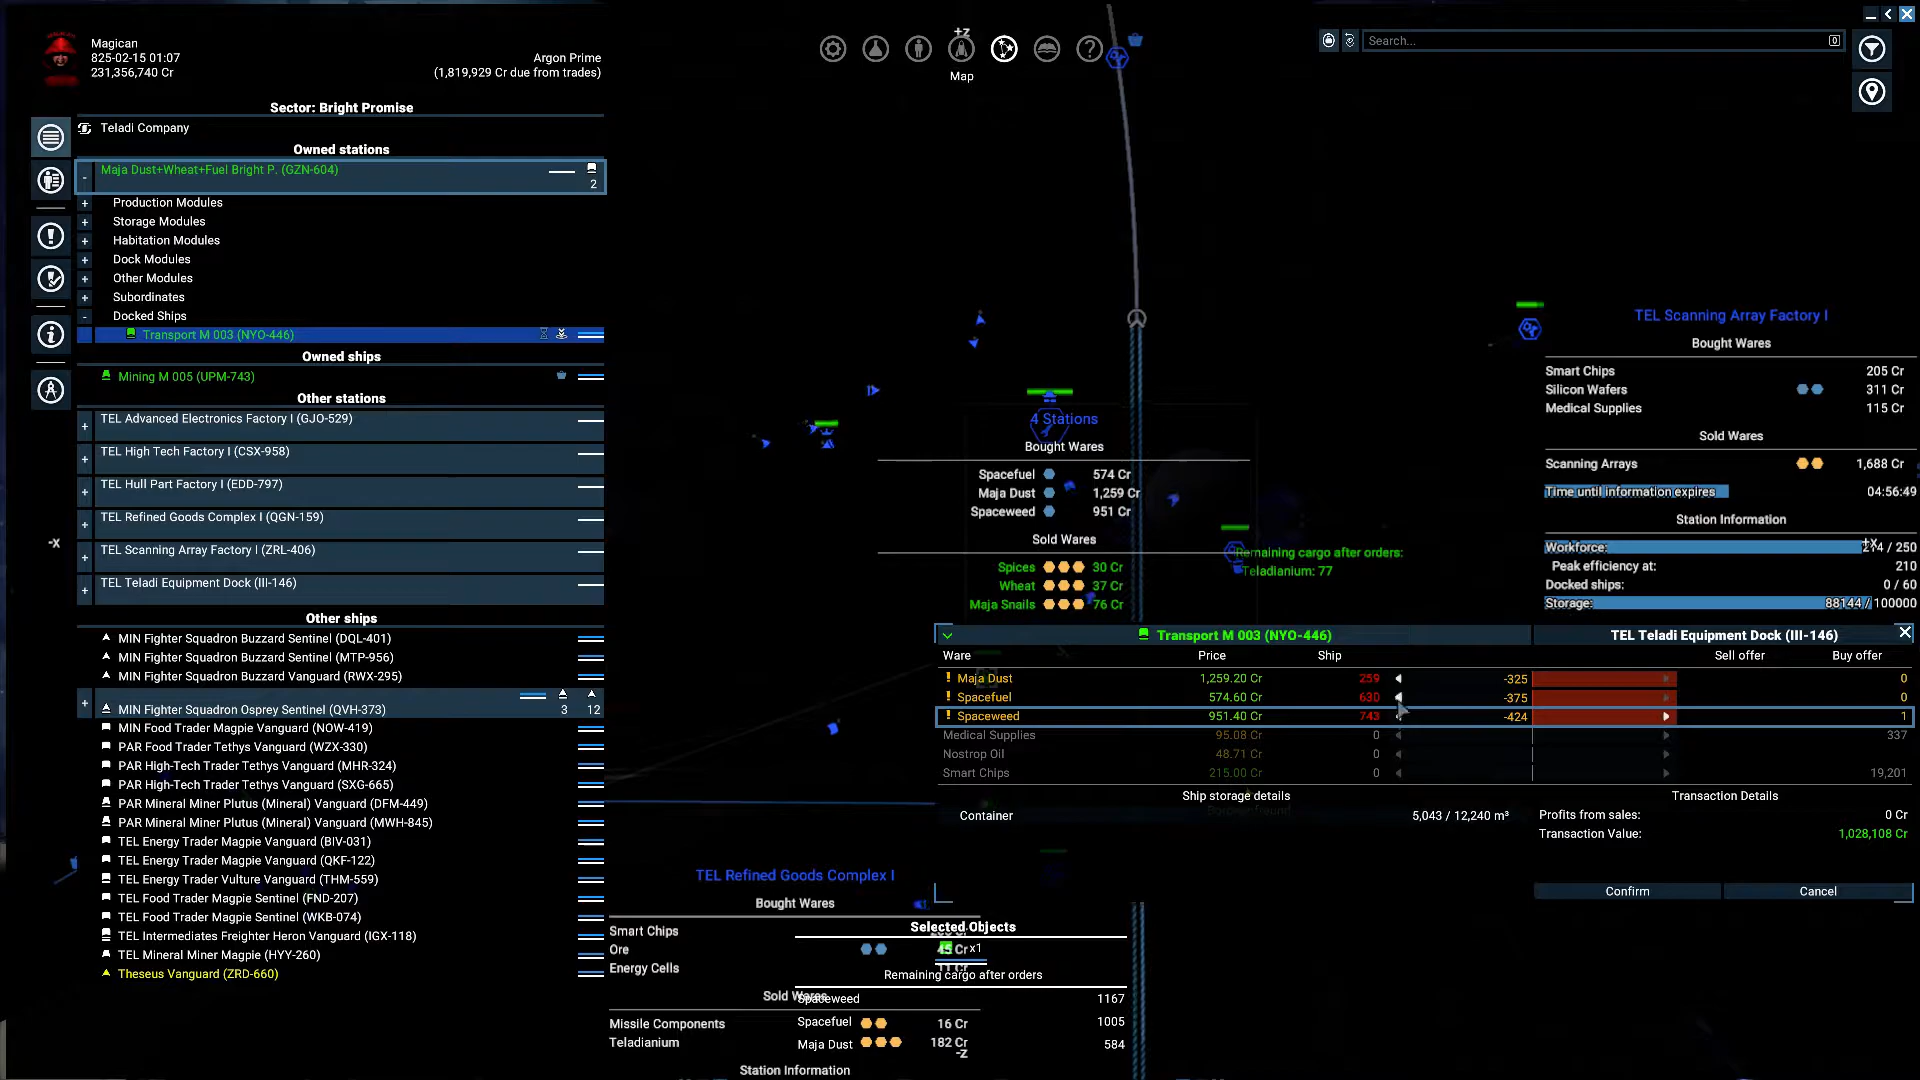 Magican
825-02-15 01:07
231,356,740 Cr
Argon Prime
(1,819,929 Cr due from trades)
+Z
Map
Search...
Sector: Bright Promise
Teladi Company
Owned stations
- Maja Dust+Wheat+Fuel Bright P. (GZN-604)
2
+ Production Modules
+ Storage Modules
+ Habitation Modules
+ Dock Modules
+ Other Modules
+ Subordinates
- Docked Ships
Transport M 003 (NYO-446)
Owned ships
Mining M 005 (UPM-743)
Other stations
+ TEL Advanced Electronics Factory I (GJO-529)
+ TEL High Tech Factory I (CSX-958)
+ TEL Hull Part Factory I (EDD-797)
+ TEL Refined Goods Complex I (QGN-159)
+ TEL Scanning Array Factory I (ZRL-406)
+ TEL Teladi Equipment Dock (III-146)
Other ships
MIN Fighter Squadron Buzzard Sentinel (DQL-401)
MIN Fighter Squadron Buzzard Sentinel (MTP-956)
MIN Fighter Squadron Buzzard Vanguard (RWX-295)
+ MIN Fighter Squadron Osprey Sentinel (QVH-373) 3 12
MIN Food Trader Magpie Vanguard (NOW-419)
PAR Food Trader Tethys Vanguard (WZX-330)
PAR High-Tech Trader Tethys Vanguard (MHR-324)
PAR High-Tech Trader Tethys Vanguard (SXG-665)
PAR Mineral Miner Plutus (Mineral) Vanguard (DFM-449)
PAR Mineral Miner Plutus (Mineral) Vanguard (MWH-845)
TEL Energy Trader Magpie Vanguard (BIV-031)
TEL Energy Trader Magpie Vanguard (QKF-122)
TEL Energy Trader Vulture Vanguard (THM-559)
TEL Food Trader Magpie Sentinel (FND-207)
TEL Food Trader Magpie Sentinel (WKB-074)
TEL Intermediates Freighter Heron Vanguard (IGX-118)
TEL Mineral Miner Magpie (HYY-260)
Theseus Vanguard (ZRD-660)
-X
4 Stations
Bought Wares
Spacefuel 574 Cr
Maja Dust 1,259 Cr
Spaceweed 951 Cr
Sold Wares
Spices 30 Cr
Wheat 37 Cr
Maja Snails 76 Cr
Remaining cargo after orders:
Teladianium: 77
TEL Scanning Array Factory I
Bought Wares
Smart Chips 205 Cr
Silicon Wafers 311 Cr
Medical Supplies 115 Cr
Sold Wares
Scanning Arrays 1,688 Cr
Time until information expires 04:56:49
Station Information
+X
Workforce: 214 / 250
Peak efficiency at: 210
Docked ships: 0 / 60
Storage: 88144 / 100000
Transport M 003 (NYO-446) TEL Teladi Equipment Dock (III-146)
Ware Price Ship Sell offer Buy offer
! Maja Dust 1,259.20 Cr 259 -325 0
! Spacefuel 574.60 Cr 630 -375 0
! Spaceweed 951.40 Cr 743 -424 1
Medical Supplies 95.08 Cr 0 337
Nostrop Oil 48.71 Cr 0
Smart Chips 215.00 Cr 0 19,201
Ship storage details Transaction Details
Container 5,043 / 12,240 m³ Profits from sales: 0 Cr
Transaction Value: 1,028,108 Cr
Confirm Cancel
TEL Refined Goods Complex I
Bought Wares
Smart Chips
Ore 45 Cr
Energy Cells 11 Cr
Sold Wares
Missile Components 16 Cr
Teladianium 182 Cr
Station Information
Selected Objects
x1
Remaining cargo after orders
Spaceweed 1167
Spacefuel 1005
Maja Dust 584
-Z